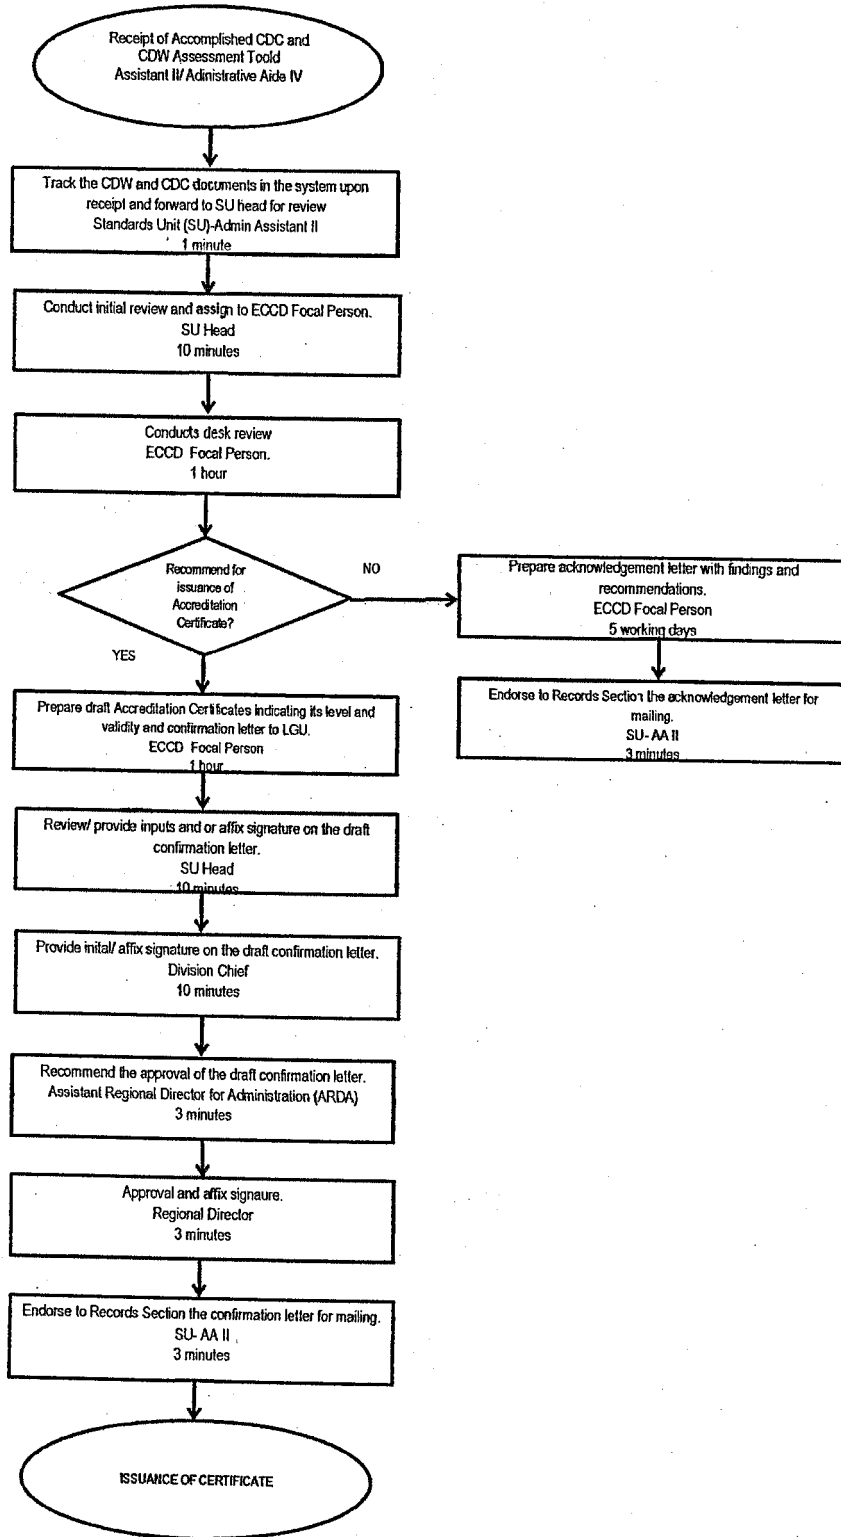 Receipt of Accomplished CDC and
CDW Assessment Toold
Assistant II/ Adinistrative Aide IV
Track the CDW and CDC documents in the system upon
receipt and forward to SU head for review
Standards Unit (SU)-Admin Assistant II
1 minute
Conduct initial review and assign to ECCD Focal Person.
SU Head
10 minutes
Conducts desk review
ECCD Focal Person.
1 hour
Recommend for
issuance of
Accreditation
Certificate?
NO
Prepare acknowledgement letter with findings and
recommendations.
ECCD Focal Person
5 working days
Endorse to Records Section the acknowledgement letter for
mailing.
SU- AA II
3 minutes
YES
Prepare draft Accreditation Certificates indicating its level and
validity and confirmation letter to LGU.
ECCD Focal Person
1 hour
Review/ provide inputs and or affix signature on the draft
confirmation letter.
SU Head
10 minutes
Provide inital/ affix signature on the draft confirmation letter.
Division Chief
10 minutes
Recommend the approval of the draft confirmation letter.
Assistant Regional Director for Administration (ARDA)
3 minutes
Approval and affix signaure.
Regional Director
3 minutes
Endorse to Records Section the confirmation letter for mailing.
SU- AA II
3 minutes
ISSUANCE OF CERTIFICATE